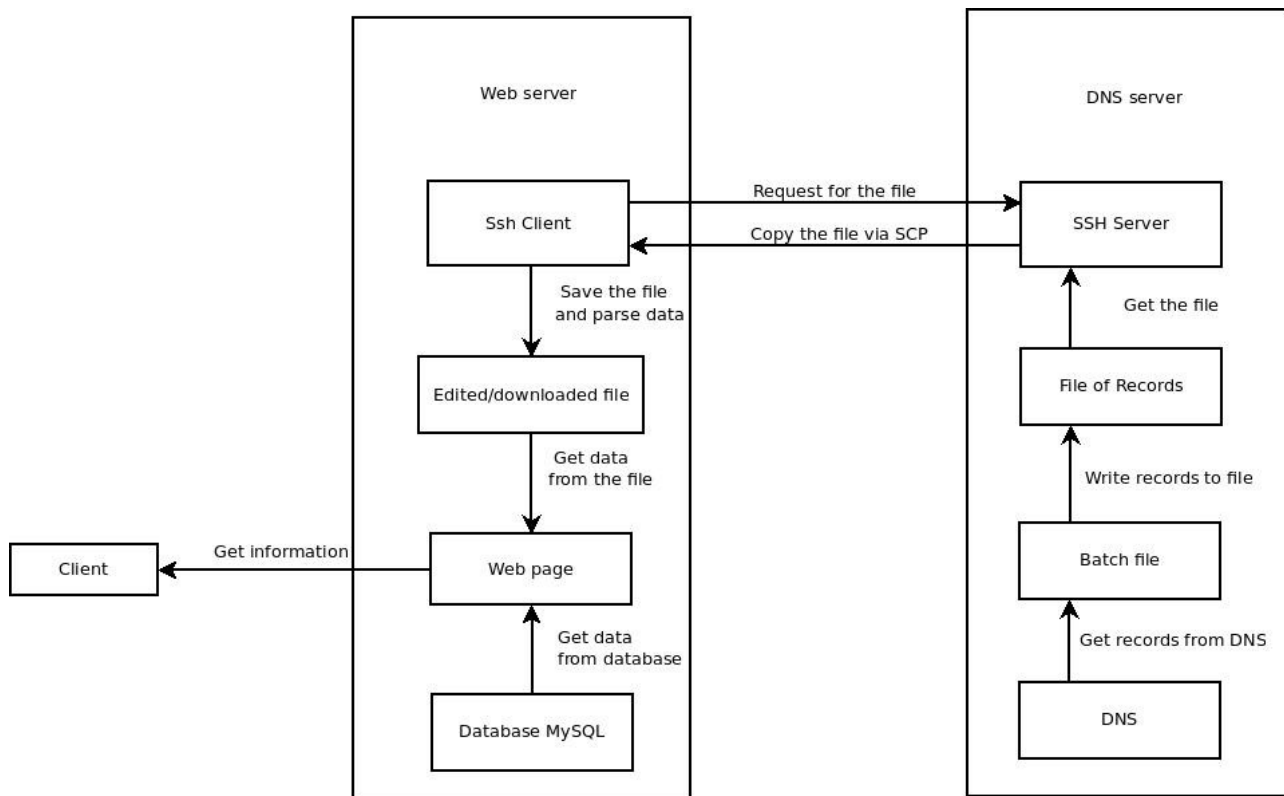 Web server
DNS server
Request for the file
Ssh Client
SSH Server
Copy the file via SCP
Save the file
and parse data
Get the file
Edited/downloaded file
File of Records
Get data
from the file
Write records to file
Get information
Client
Web page
Batch file
Get data
from database
Get records from DNS
Database MySQL
DNS